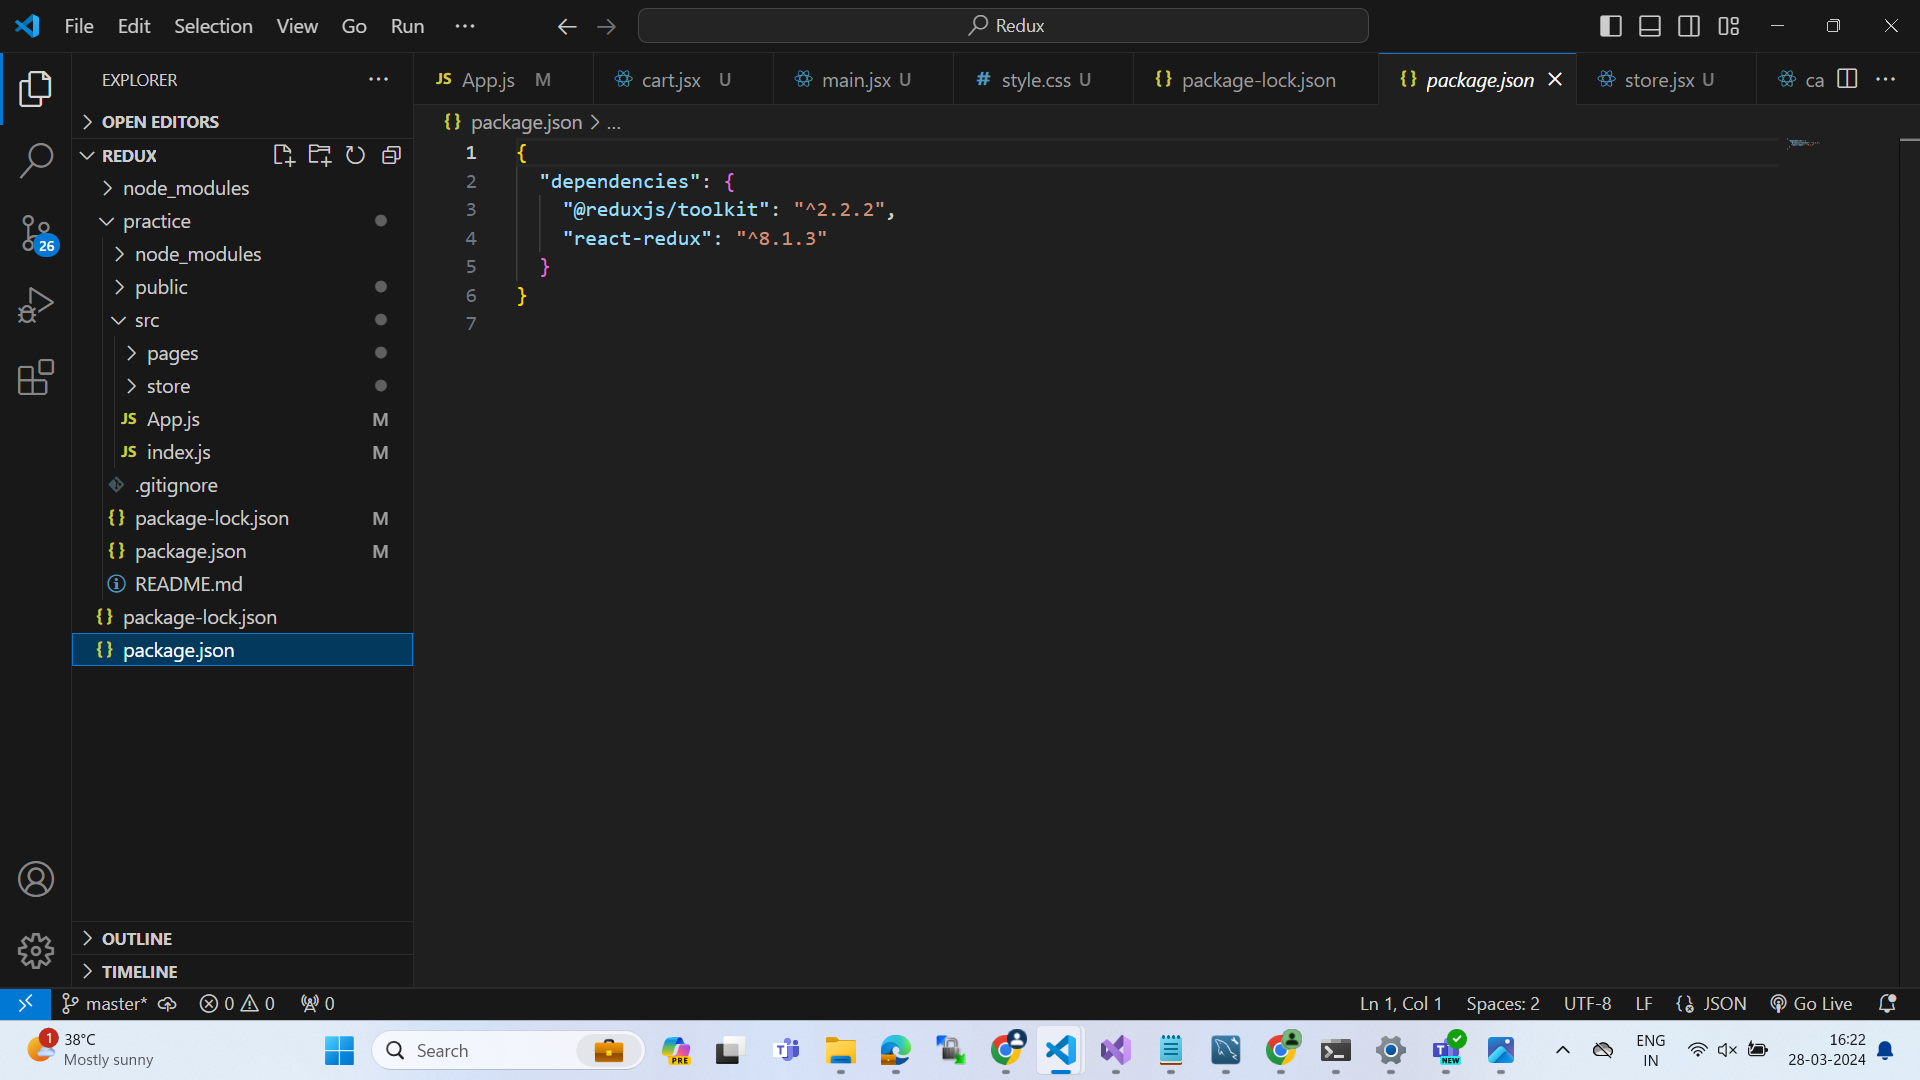 File Edit Selection View Go Run ...
Redux
EXPLORER
OPEN EDITORS
REDUX
node_modules
practice
node_modules
public
src
pages
store
JS App.js M
JS index.js M
.gitignore
{} package-lock.json M
{} package.json M
README.md
{} package-lock.json
{} package.json
OUTLINE
TIMELINE
26
JS App.js M
cart.jsx U
main.jsx U
# style.css U
{} package-lock.json
{} package.json
store.jsx U
ca
{} package.json > ...
1 {
2 "dependencies": {
3 "@reduxjs/toolkit": "^2.2.2",
4 "react-redux": "^8.1.3"
5 }
6 }
7
master* 0 0 0
Ln 1, Col 1 Spaces: 2 UTF-8 LF {} JSON Go Live
1 38°C
Mostly sunny
Search
PRE
NEW
ENG
IN
16:22
28-03-2024